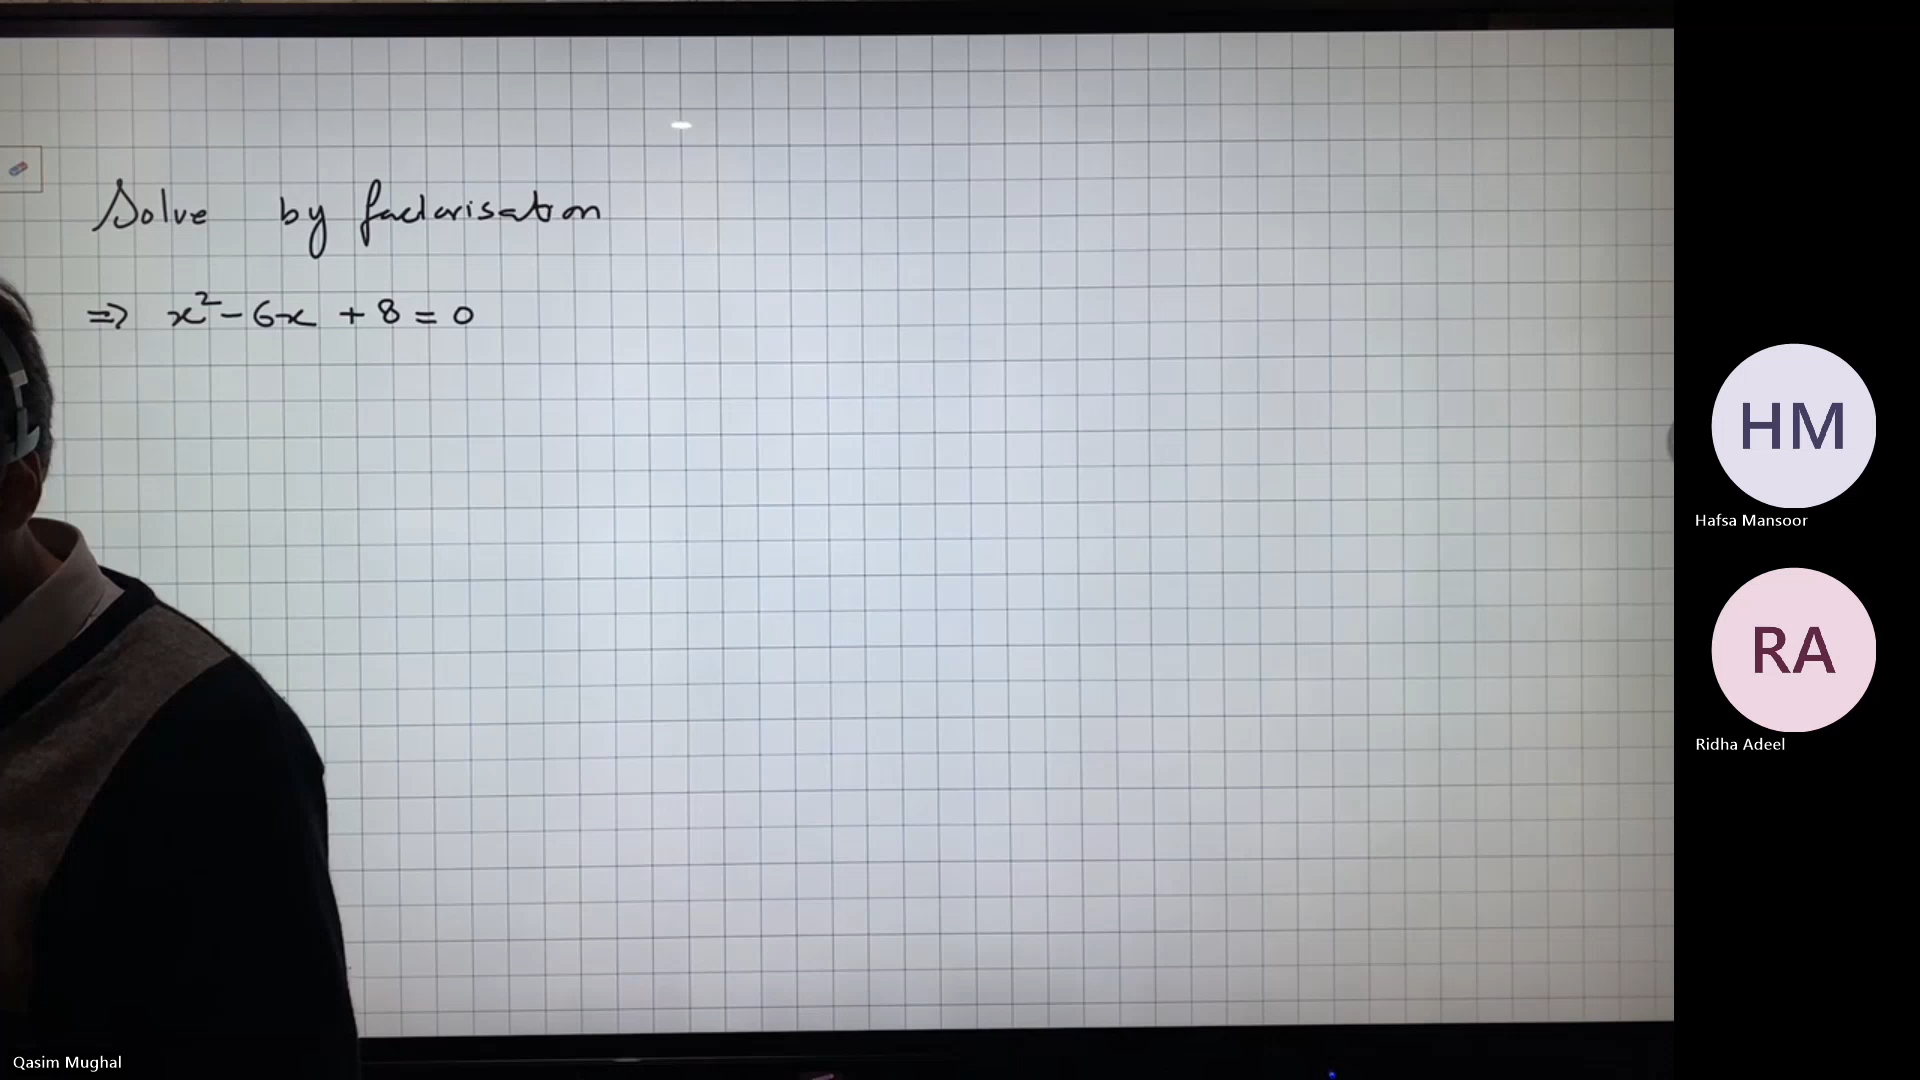 Solve by factorisation
⇒ x² - 6x + 8 = 0
HM
Hafsa Mansoor
RA
Ridha Adeel
Qasim Mughal